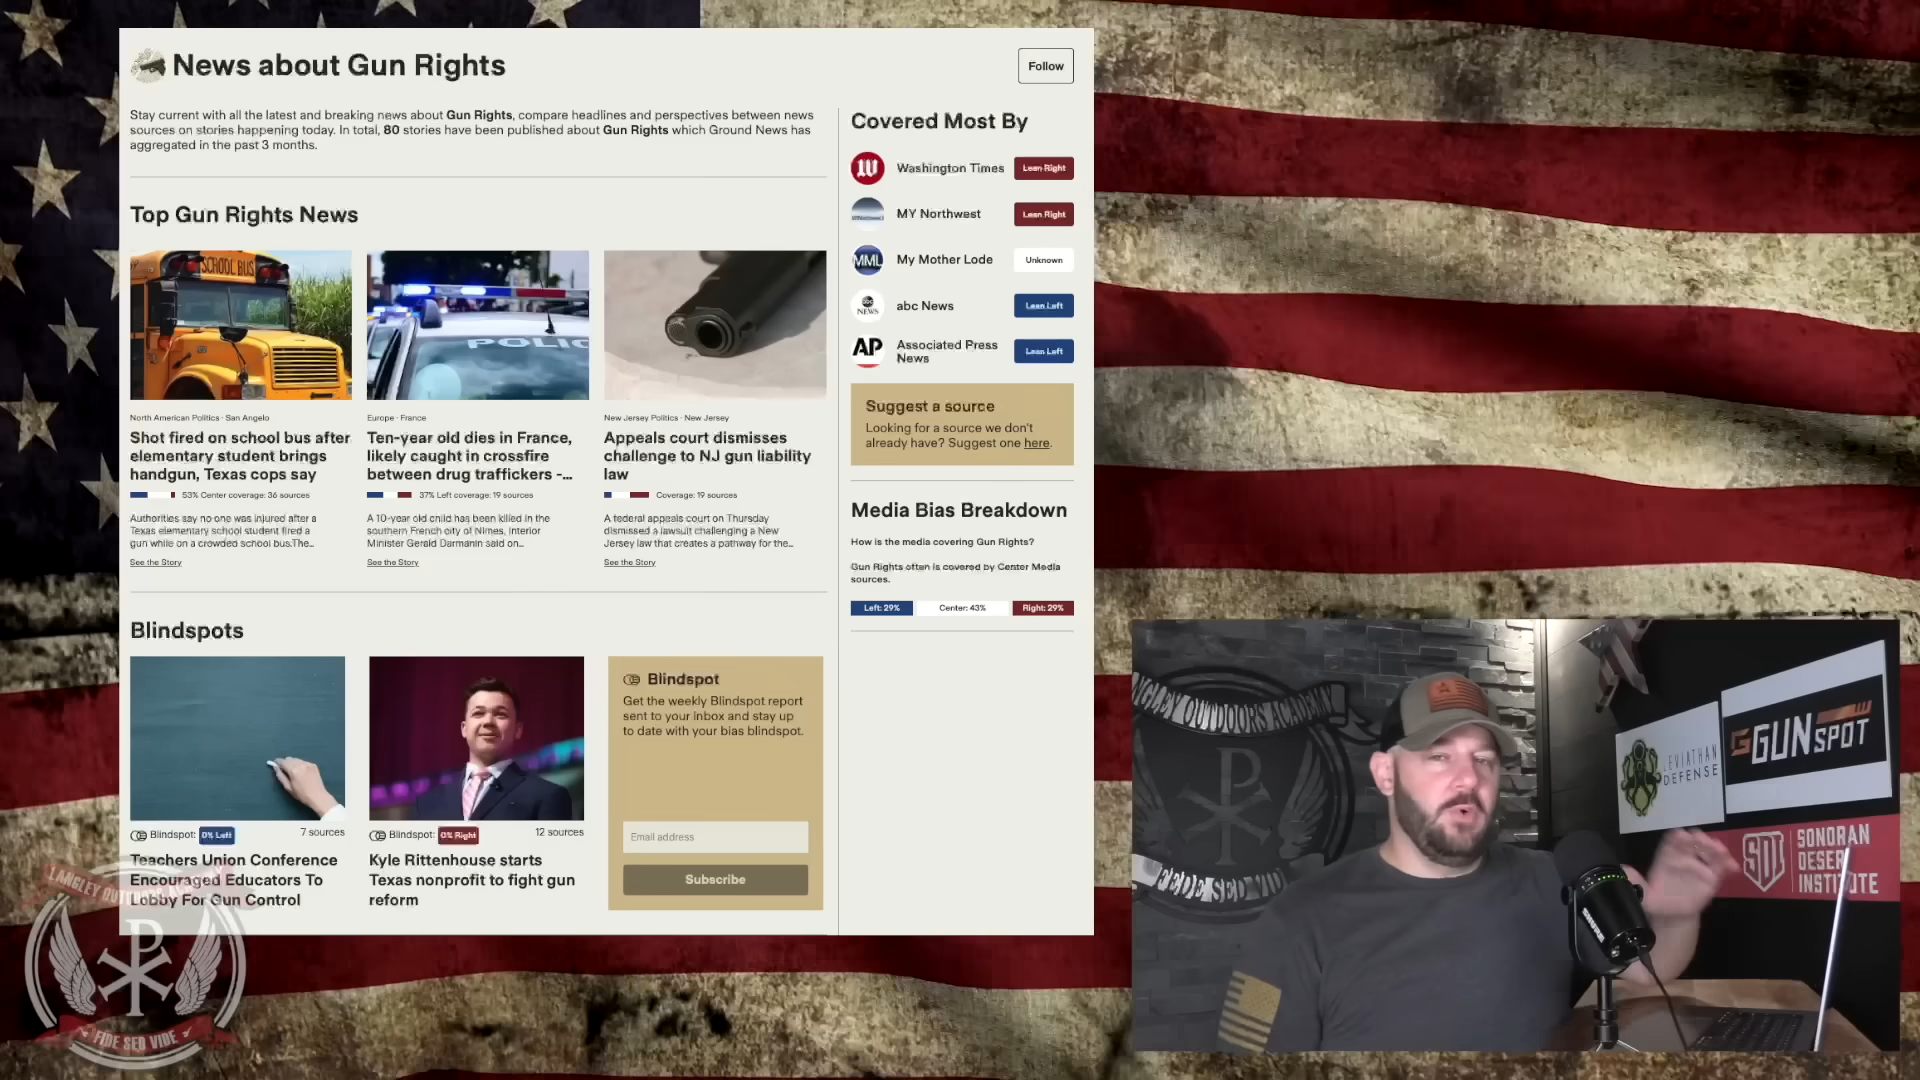 News about Gun Rights
Follow
Stay current with all the latest and breaking news about Gun Rights, compare headlines and perspectives between news
sources on stories happening today. In total, 80 stories have been published about Gun Rights which Ground News has
aggregated in the past 3 months.
Top Gun Rights News
SCHOOL BUS
POLIC
North American Politics · San Angelo
Shot fired on school bus after
elementary student brings
handgun, Texas cops say
53% Center coverage: 36 sources
Authorities say no one was injured after a
Texas elementary school student fired a
gun while on a crowded school bus.The...
See the Story
Europe · France
Ten-year old dies in France,
likely caught in crossfire
between drug traffickers -...
37% Left coverage: 19 sources
A 10-year old child has been killed in the
southern French city of Nimes, Interior
Minister Gerald Darmanin said on...
See the Story
New Jersey Politics · New Jersey
Appeals court dismisses
challenge to NJ gun liability
law
Coverage: 19 sources
A federal appeals court on Thursday
dismissed a lawsuit challenging a New
Jersey law that creates a pathway for the...
See the Story
Blindspots
Blindspot: 0% Left
7 sources
Teachers Union Conference
Encouraged Educators To
Lobby For Gun Control
Blindspot: 0% Right
12 sources
Kyle Rittenhouse starts
Texas nonprofit to fight gun
reform
Blindspot
Get the weekly Blindspot report
sent to your inbox and stay up
to date with your bias blindspot.
Email address
Subscribe
Covered Most By
W
Washington Times
Lean Right
MY Northwest
Lean Right
MML
My Mother Lode
Unknown
abc
NEWS
abc News
Lean Left
AP
Associated Press
News
Lean Left
Suggest a source
Looking for a source we don't
already have? Suggest one here.
Media Bias Breakdown
How is the media covering Gun Rights?
Gun Rights often is covered by Center Media
sources.
Left: 29%
Center: 43%
Right: 29%
LANGLEY OUTDOORS ACADEMY
FIDE SED VIDE
LANGLEY OUTDOORS ACADEMY
FIDE SED VIDE
LEVIATHAN
DEFENSE
GUNSPOT
SDI
SONORAN
DESERT
INSTITUTE
SHURE